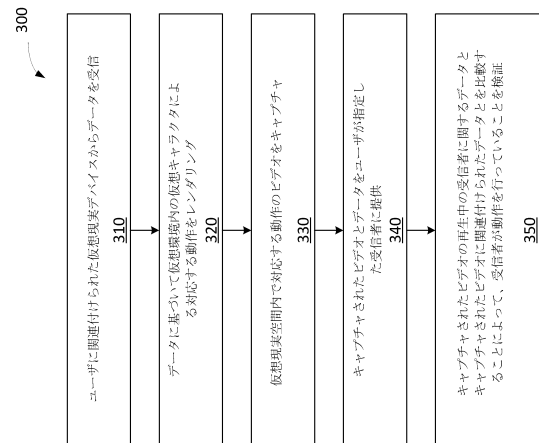 300
ユーザに関連付けられた仮想現実デバイスからデータを受信
310
データに基づいて仮想環境内の仮想キャラクタによ
る対応する動作をレンダリング
320
仮想現実空間内で対応する動作のビデオをキャプチャ
330
キャプチャされたビデオとデータをユーザが指定し
た受信者に提供
340
キャプチャされたビデオの再生中の受信者に関するデータと
キャプチャされたビデオに関連付けられたデータとを比較す
ることによって、受信者が動作を行っていることを検証
350